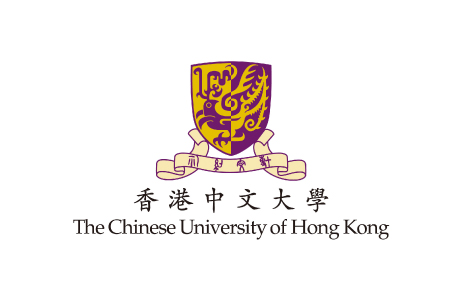 香港中文大學
The Chinese University of Hong Kong